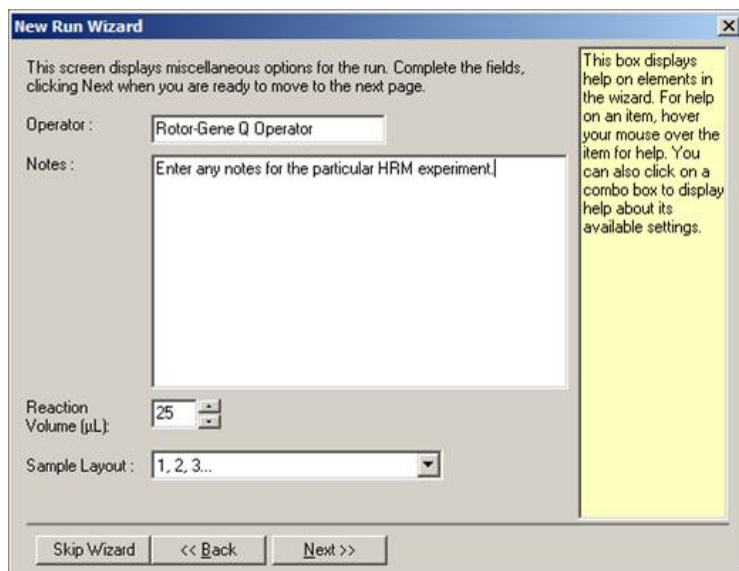 New Run Wizard
This screen displays miscellaneous options for the run. Complete the fields,
clicking Next when you are ready to move to the next page.
Operator :
Rotor-Gene Q Operator
Notes :
Enter any notes for the particular HRM experiment.
Reaction
Volume (µL):
25
Sample Layout :
1, 2, 3...
This box displays
help on elements in
the wizard. For help
on an item, hover
your mouse over the
item for help. You
can also click on a
combo box to display
help about its
available settings.
Skip Wizard
<< Back
Next >>